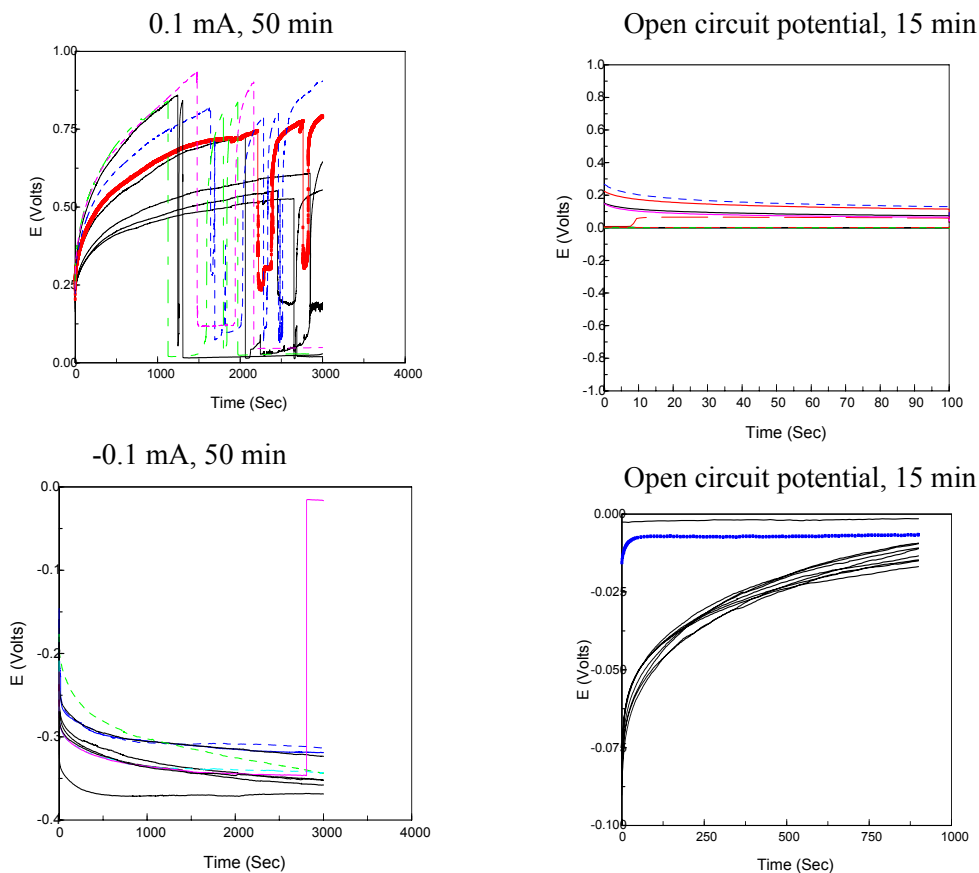 0.1 mA, 50 min
1.00
0.75
0.50
0.25
0.00
E (Volts)
0 1000 2000 3000 4000
Time (Sec)
Open circuit potential, 15 min
1.0
0.8
0.6
0.4
0.2
0.0
-0.2
-0.4
-0.6
-0.8
-1.0
E (Volts)
0 10 20 30 40 50 60 70 80 90 100
Time (Sec)
-0.1 mA, 50 min
0.0
-0.1
-0.2
-0.3
-0.4
E (Volts)
0 1000 2000 3000 4000
Time (Sec)
Open circuit potential, 15 min
0.000
-0.025
-0.050
-0.075
-0.100
E (Volts)
0 250 500 750 1000
Time (Sec)